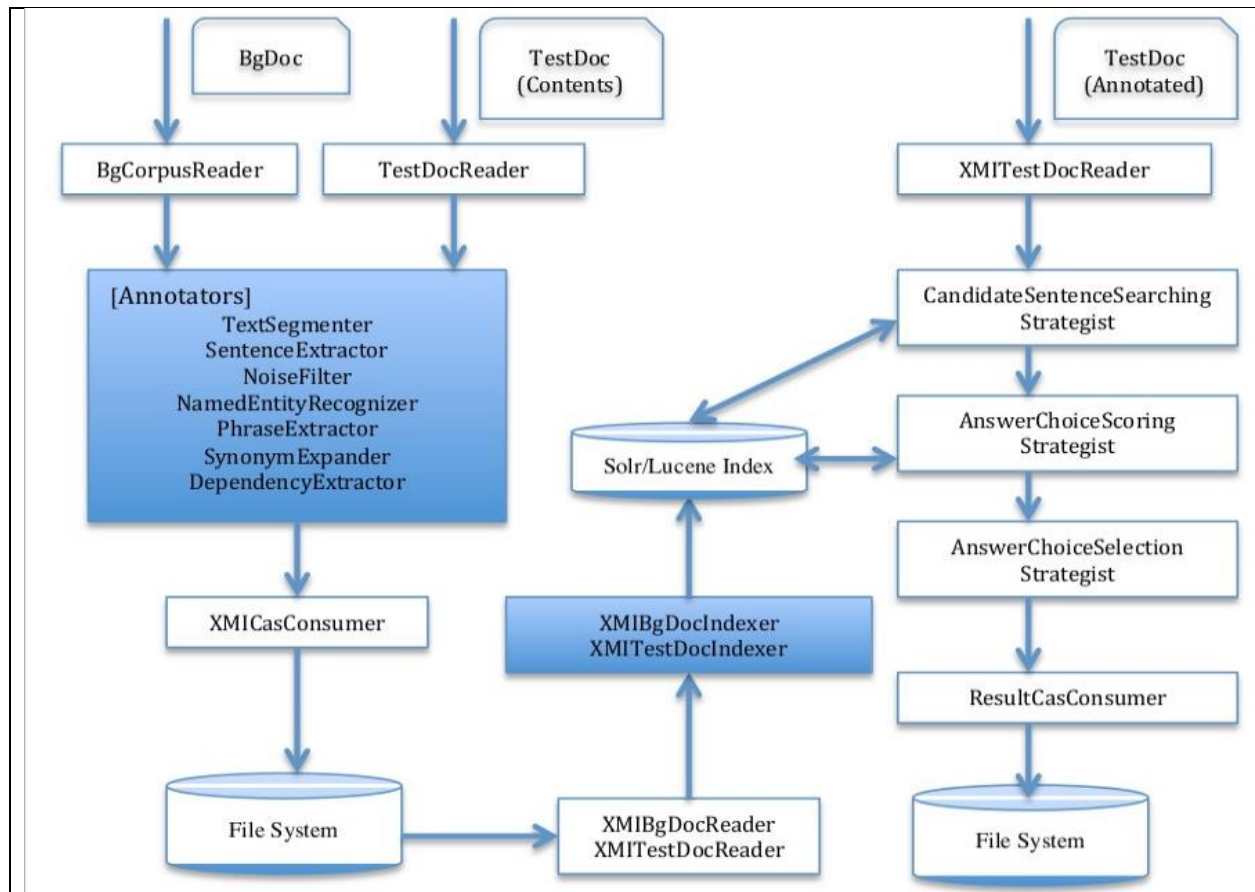 BgDoc
TestDoc
(Contents)
TestDoc
(Annotated)
BgCorpusReader
TestDocReader
XMITestDocReader
[Annotators]
TextSegmenter
SentenceExtractor
NoiseFilter
NamedEntityRecognizer
PhraseExtractor
SynonymExpander
DependencyExtractor
CandidateSentenceSearching
Strategist
AnswerChoiceScoring
Strategist
Solr/Lucene Index
AnswerChoiceSelection
Strategist
XMICasConsumer
XMIBgDocIndexer
XMITestDocIndexer
ResultCasConsumer
File System
XMIBgDocReader
XMITestDocReader
File System